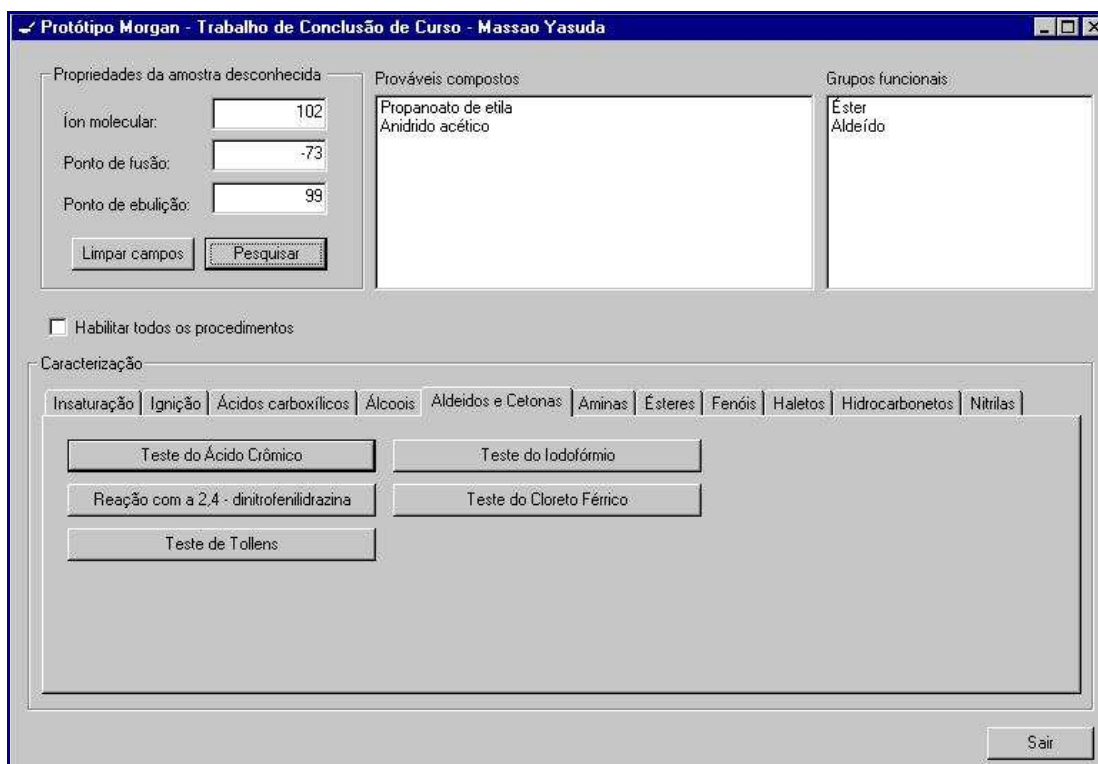 Protótipo Morgan - Trabalho de Conclusão de Curso - Massao Yasuda
Propriedades da amostra desconhecida
Íon molecular: 102
Ponto de fusão: -73
Ponto de ebulição: 99
Limpar campos Pesquisar
Prováveis compostos
Propanoato de etila
Anidrido acético
Grupos funcionais
Éster
Aldeído
Habilitar todos os procedimentos
Caracterização
Insaturação Ignição Ácidos carboxílicos Álcoois Aldeidos e Cetonas Aminas Ésteres Fenóis Haletos Hidrocarbonetos Nitrilas
Teste do Ácido Crômico Teste do Iodofórmio
Reação com a 2,4 - dinitrofenilidrazina Teste do Cloreto Férrico
Teste de Tollens
Sair